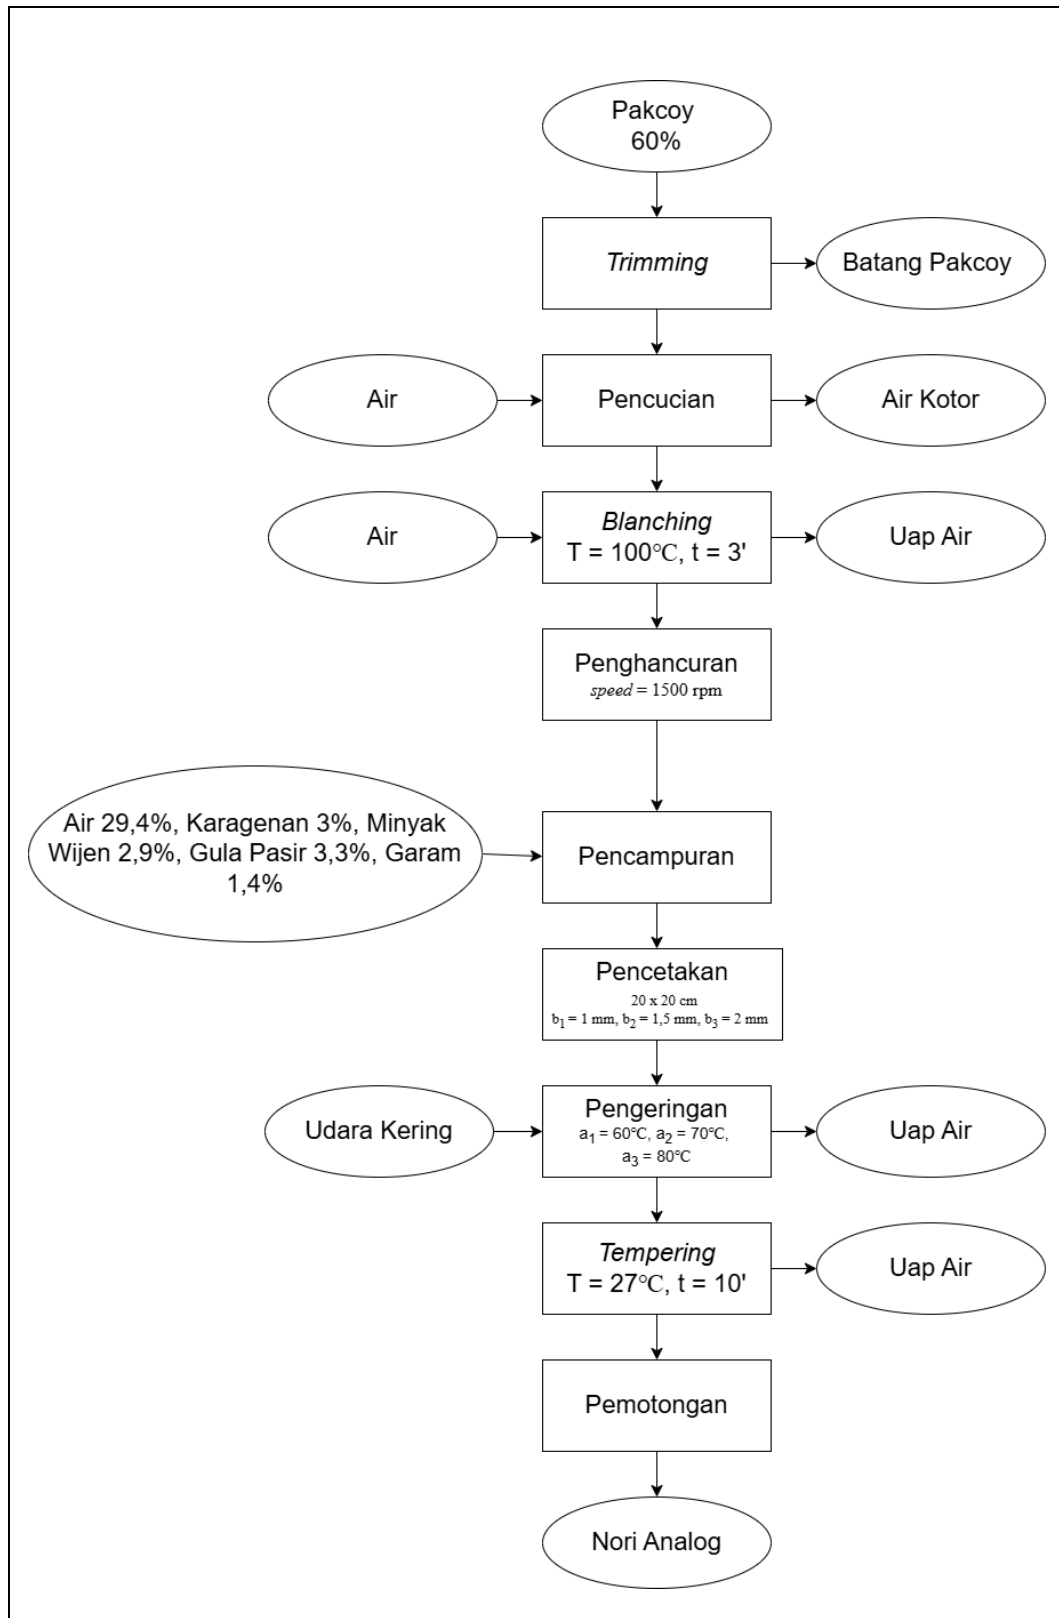 Pakcoy
60%
Trimming
Batang Pakcoy
Air
Pencucian
Air Kotor
Air
Blanching
T = 100℃, t = 3'
Uap Air
Penghancuran
speed = 1500 rpm
Air 29,4%, Karagenan 3%, Minyak
Wijen 2,9%, Gula Pasir 3,3%, Garam
1,4%
Pencampuran
Pencetakan
20 x 20 cm
b1 = 1 mm, b2 = 1,5 mm, b3 = 2 mm
Udara Kering
Pengeringan
a1 = 60℃, a2 = 70℃,
a3 = 80℃
Uap Air
Tempering
T = 27℃, t = 10'
Uap Air
Pemotongan
Nori Analog